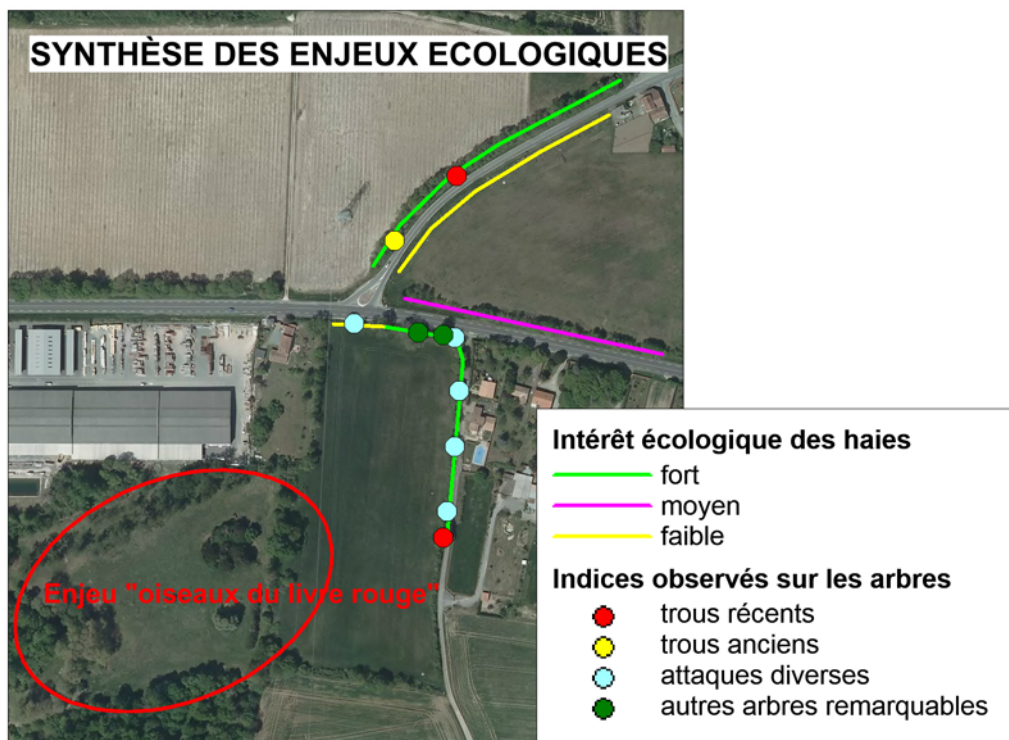 SYNTHÈSE DES ENJEUX ECOLOGIQUES
Enjeu "oiseaux du livre rouge"
Intérêt écologique des haies
fort
moyen
faible
Indices observés sur les arbres
trous récents
trous anciens
attaques diverses
autres arbres remarquables